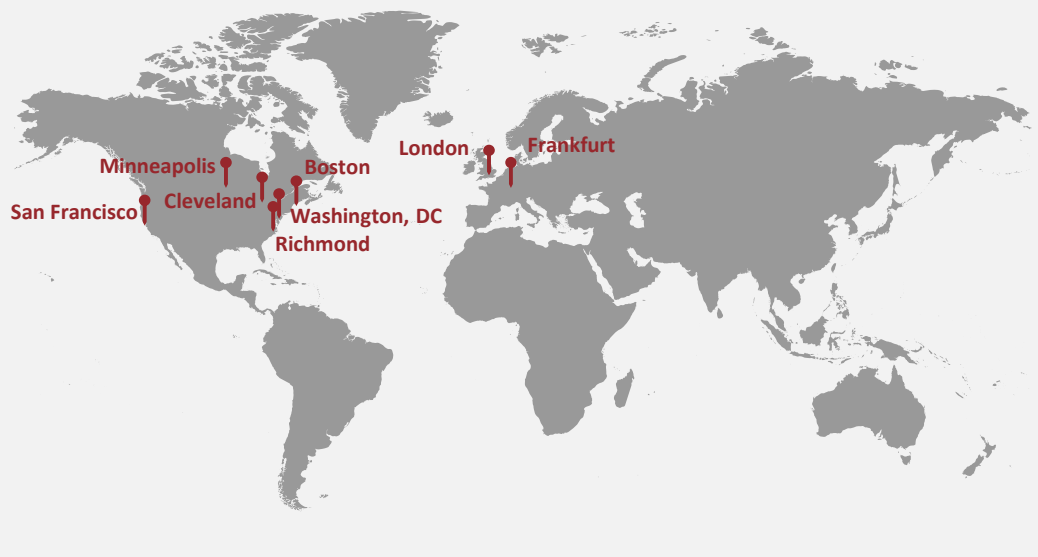 London
Frankfurt
Minneapolis
Boston
Cleveland
San Francisco
Washington, DC
Richmond